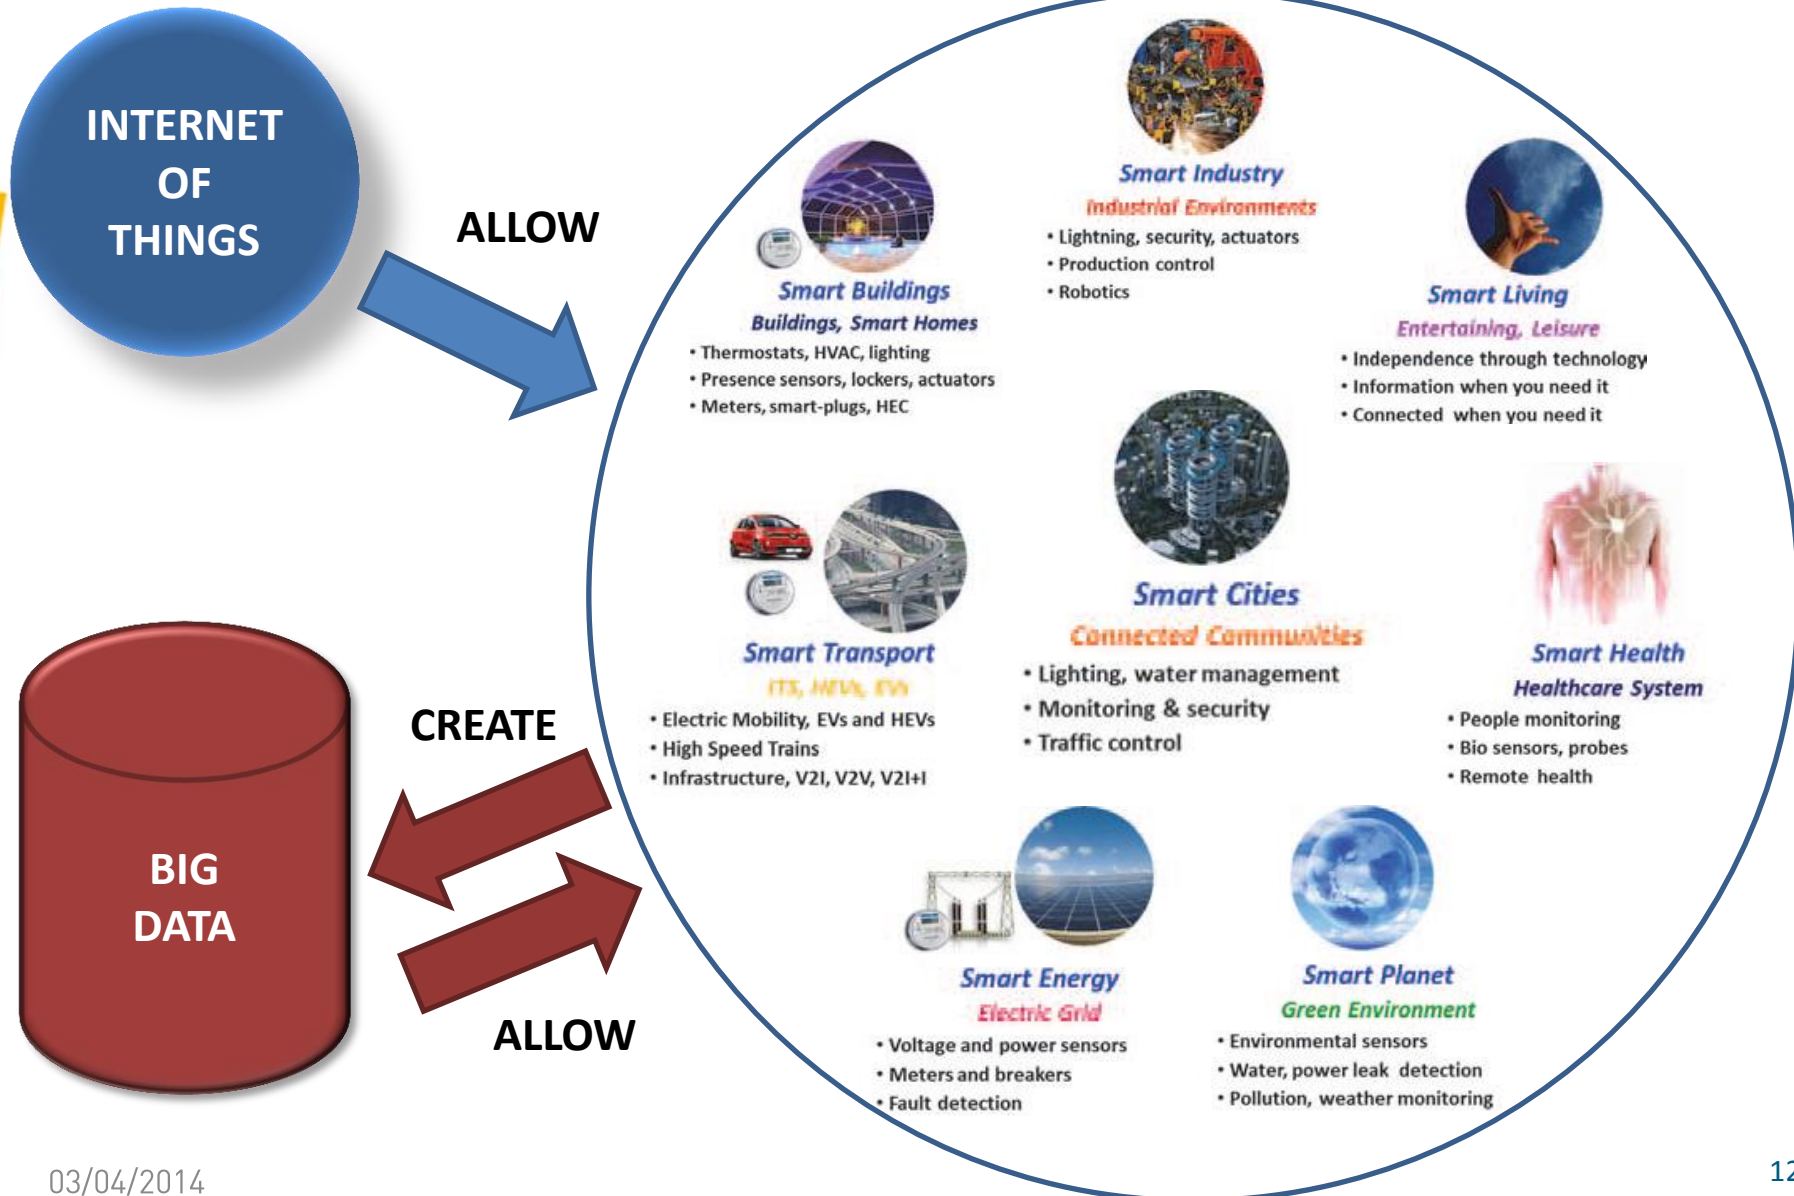 INTERNET
OF
THINGS
ALLOW
Smart Industry
Industrial Environments
• Lightning, security, actuators
• Production control
• Robotics
Smart Buildings
Buildings, Smart Homes
• Thermostats, HVAC, lighting
• Presence sensors, lockers, actuators
• Meters, smart-plugs, HEC
Smart Living
Entertaining, Leisure
• Independence through technology
• Information when you need it
• Connected when you need it
Smart Transport
ITS, HEVs, EVs
• Electric Mobility, EVs and HEVs
• High Speed Trains
• Infrastructure, V2I, V2V, V2I+I
Smart Cities
Connected Communities
• Lighting, water management
• Monitoring & security
• Traffic control
Smart Health
Healthcare System
• People monitoring
• Bio sensors, probes
• Remote health
CREATE
BIG
DATA
ALLOW
Smart Energy
Electric Grid
• Voltage and power sensors
• Meters and breakers
• Fault detection
Smart Planet
Green Environment
• Environmental sensors
• Water, power leak detection
• Pollution, weather monitoring
03/04/2014
12